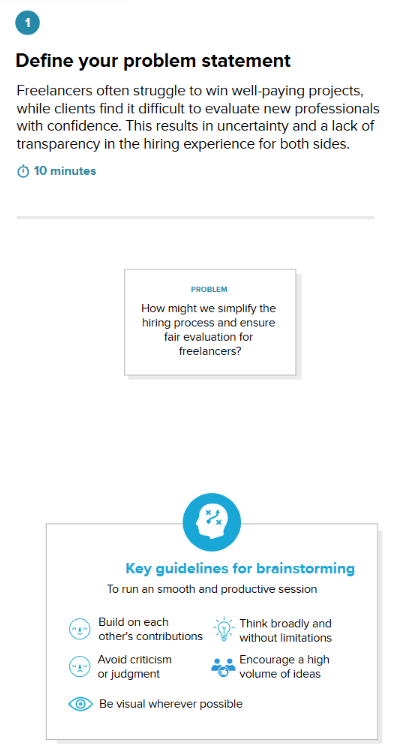 1
Define your problem statement
Freelancers often struggle to win well-paying projects,
while clients find it difficult to evaluate new professionals
with confidence. This results in uncertainty and a lack of
transparency in the hiring experience for both sides.
10 minutes
PROBLEM
How might we simplify the
hiring process and ensure
fair evaluation for
freelancers?
Key guidelines for brainstorming
To run an smooth and productive session
Build on each
other's contributions
Think broadly and
without limitations
Avoid criticism
or judgment
Encourage a high
volume of ideas
Be visual wherever possible